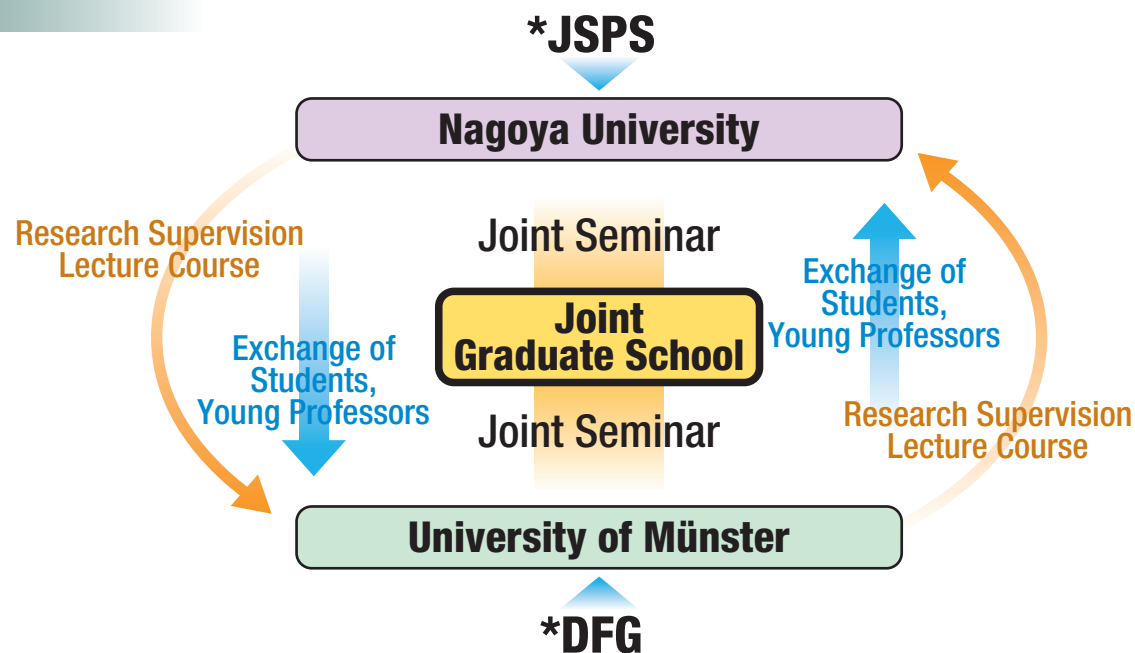 *JSPS
Nagoya University
Research Supervision
Lecture Course
Exchange of
Students,
Young Professors
Joint Seminar
Joint
Graduate School
Joint Seminar
Exchange of
Students,
Young Professors
Research Supervision
Lecture Course
University of Münster
*DFG